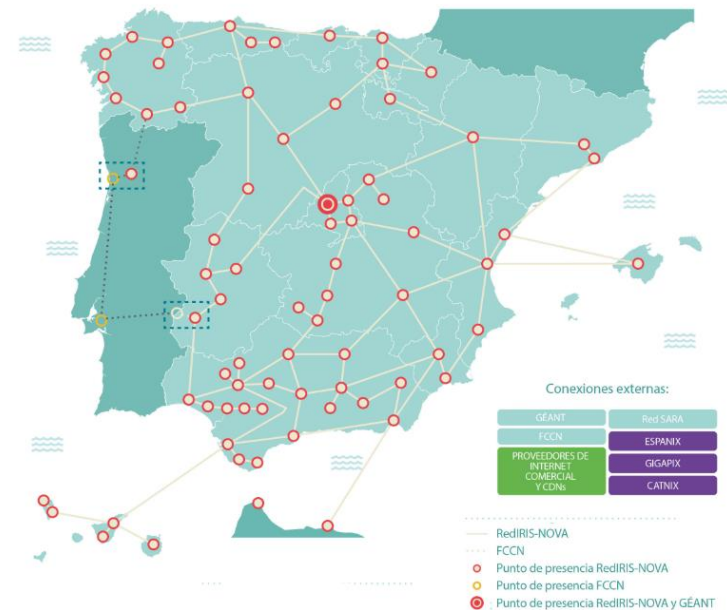 Conexiones externas:
GÉANT
Red SARA
FCCN
ESPANIX
PROVEEDORES DE
INTERNET
COMERCIAL
Y CDNs
GIGAPIX
CATNIX
RedIRIS-NOVA
FCCN
Punto de presencia RedIRIS-NOVA
Punto de presencia FCCN
Punto de presencia RedIRIS-NOVA y GÉANT